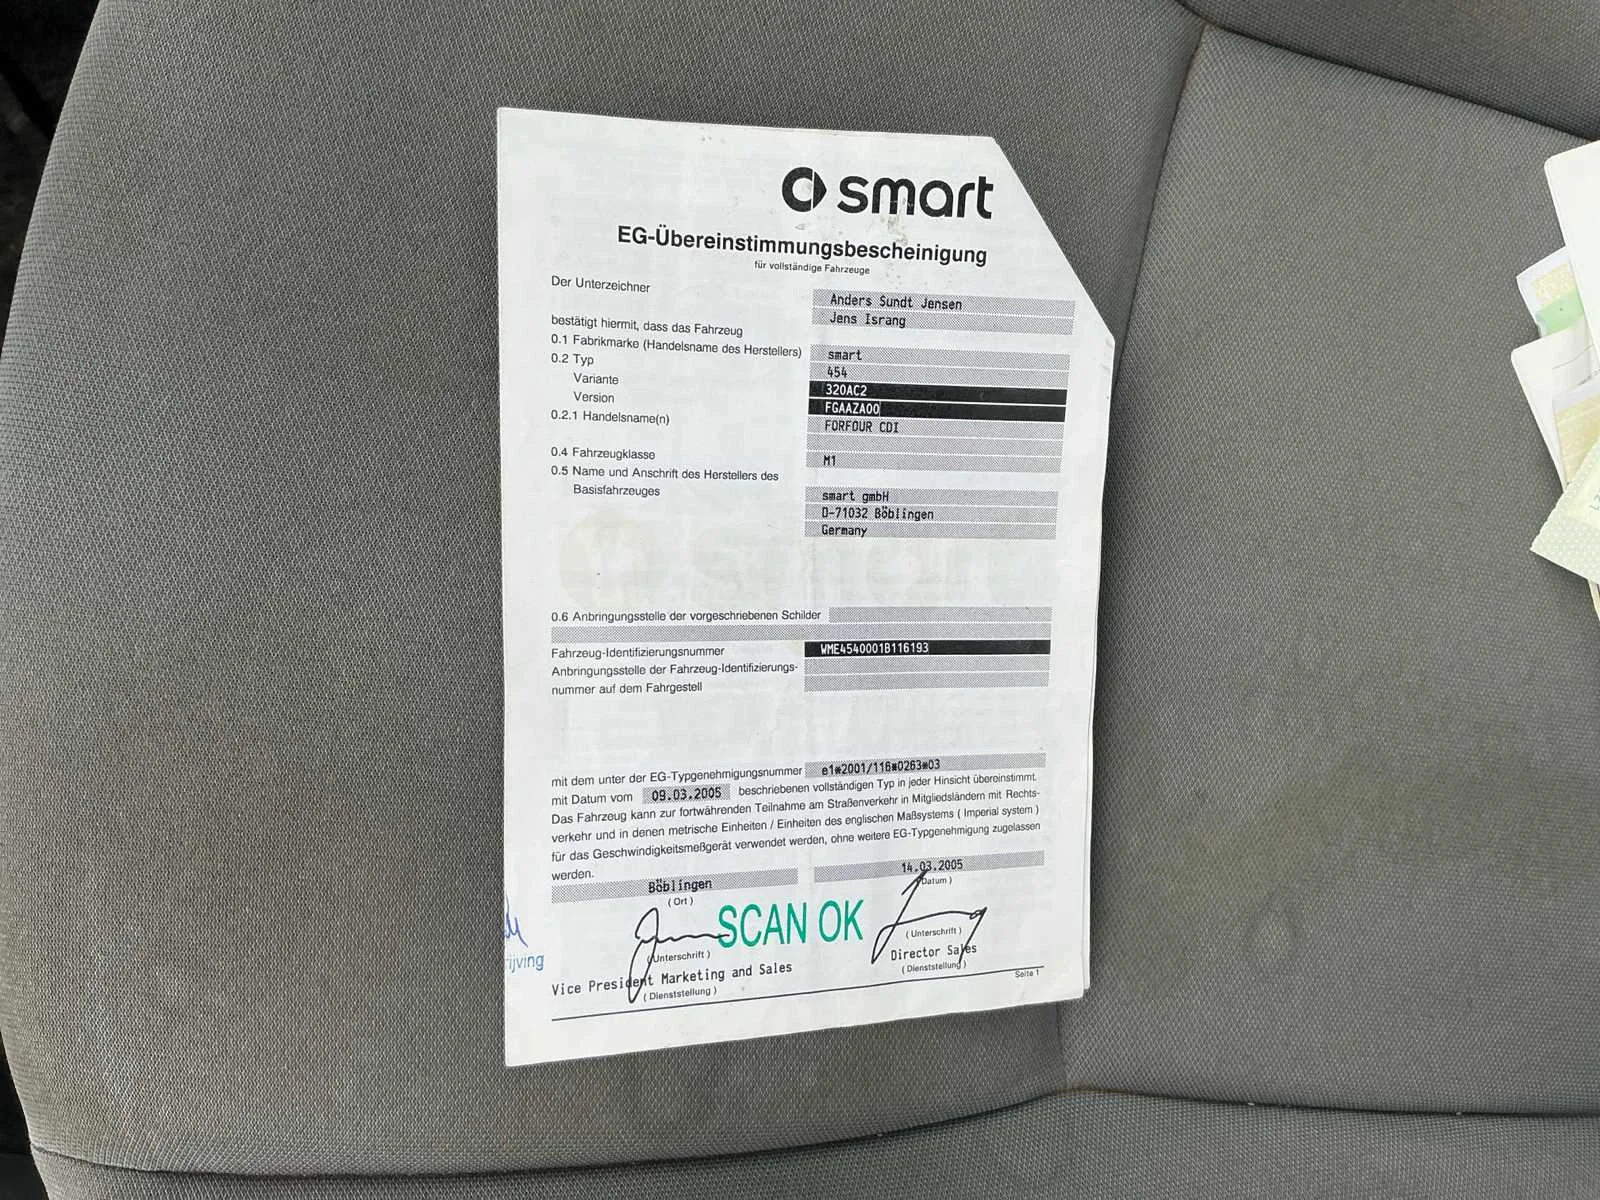 smart
EG-Übereinstimmungsbescheinigung
für vollständige Fahrzeuge
Der Unterzeichner
Anders Sundt Jensen
Jens Israng
bestätigt hiermit, dass das Fahrzeug
0.1 Fabrikmarke (Handelsname des Herstellers) smart
0.2 Typ 454
Variante 320AC2
Version FGAAZA00
0.2.1 Handelsname(n) FORFOUR CDI
0.4 Fahrzeugklasse M1
0.5 Name und Anschrift des Herstellers des
Basisfahrzeuges smart gmbH
D-71032 Böblingen
Germany
0.6 Anbringungsstelle der vorgeschriebenen Schilder
Fahrzeug-Identifizierungsnummer WME4540001B116193
Anbringungsstelle der Fahrzeug-Identifizierungs-
nummer auf dem Fahrgestell
mit dem unter der EG-Typgenehmigungsnummer e1*2001/116*0263*03
mit Datum vom 09.03.2005 beschriebenen vollständigen Typ in jeder Hinsicht übereinstimmt.
Das Fahrzeug kann zur fortwährenden Teilnahme am Straßenverkehr in Mitgliedsländern mit Rechts-
verkehr und in denen metrische Einheiten / Einheiten des englischen Maßsystems ( Imperial system )
für das Geschwindigkeitsmeßgerät verwendet werden, ohne weitere EG-Typgenehmigung zugelassen
werden.
Böblingen 14.03.2005
( Ort ) ( Datum )
SCAN OK
( Unterschrift ) ( Unterschrift )
Vice President Marketing and Sales Director Sales
( Dienststellung ) ( Dienststellung )
Seite 1
rijving